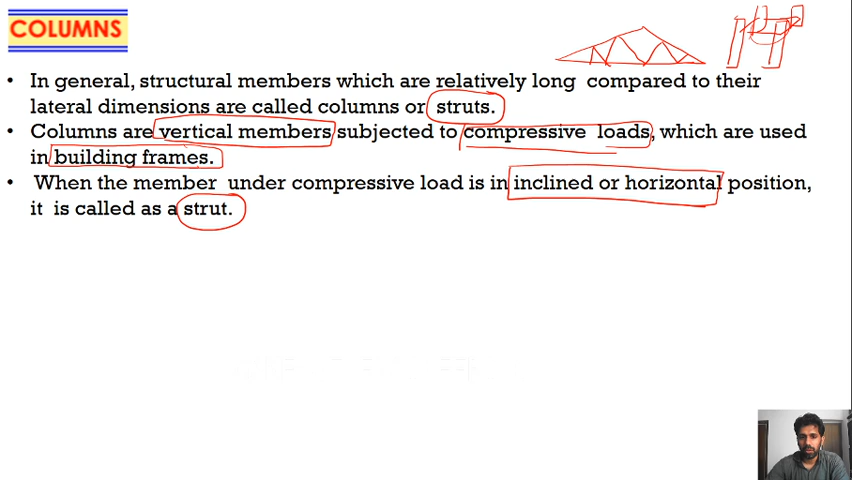 COLUMNS
• In general, structural members which are relatively long compared to their
lateral dimensions are called columns or struts.
• Columns are vertical members subjected to compressive loads, which are used
in building frames.
• When the member under compressive load is in inclined or horizontal position,
it is called as a strut.